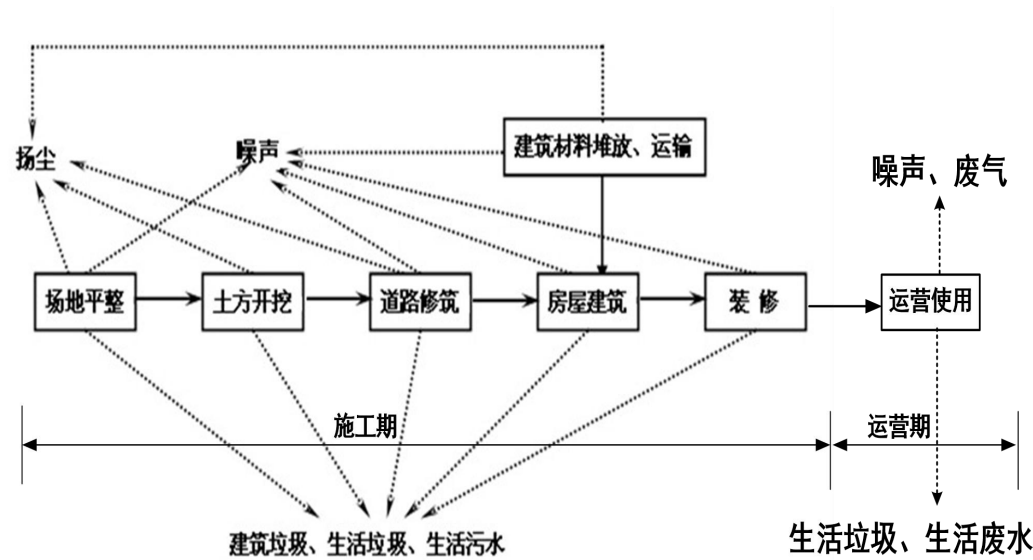 建筑材料堆放、运输
扬尘
噪声
噪声、废气
场地平整
土方开挖
道路修筑
房屋建筑
装 修
运营使用
施工期
运营期
建筑垃圾、生活垃圾、生活污水
生活垃圾、生活废水